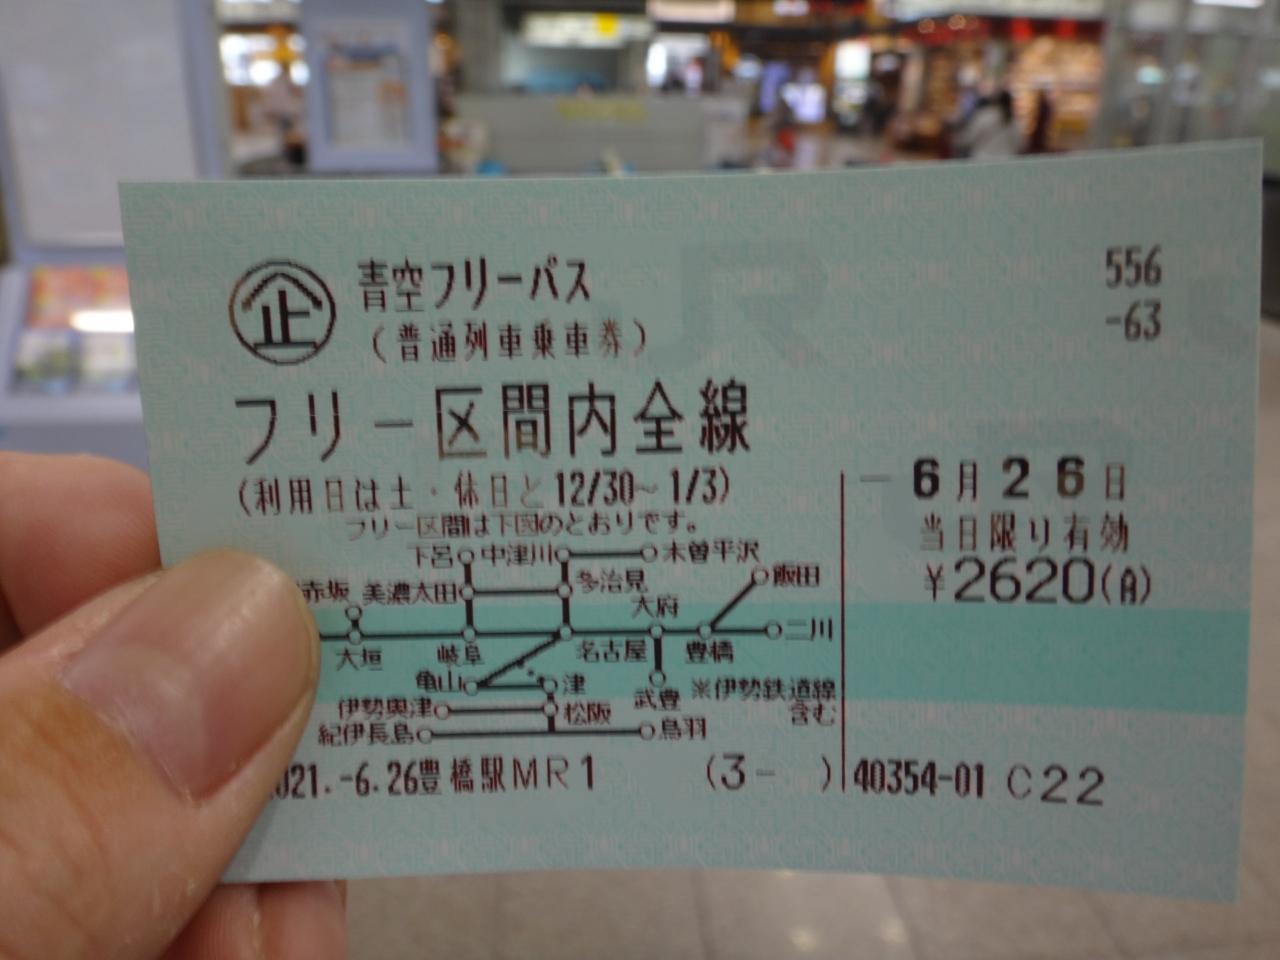 企 青空フリーパス
(普通列車乗車券)
556
-63
フリー区間内全線
(利用日は土・休日と12/30~1/3)
フリー区間は下図のとおりです。
-6月26日
当日限り有効
¥2620(自)
下呂 中津川 木曽平沢
赤坂 美濃太田 多治見 飯田
大府
大垣 岐阜 名古屋 豊橋 二川
亀山 津 武豊 ※伊勢鉄道線
含む
伊勢奥津 松阪
紀伊長島 鳥羽
021.-6.26豊橋駅MR1 (3- ) 40354-01 C22
JR